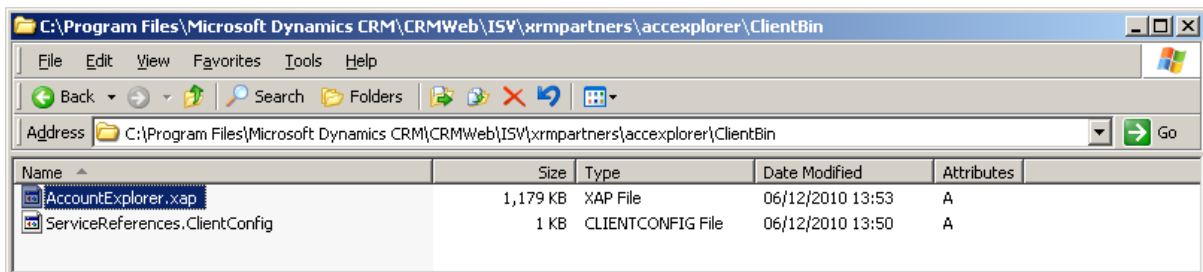 C:\Program Files\Microsoft Dynamics CRM\CRMWeb\ISV\xrmpartners\accexplorer\ClientBin
File Edit View Favorites Tools Help
Back Search Folders
Address C:\Program Files\Microsoft Dynamics CRM\CRMWeb\ISV\xrmpartners\accexplorer\ClientBin Go
Name Size Type Date Modified Attributes
AccountExplorer.xap 1,179 KB XAP File 06/12/2010 13:53 A
ServiceReferences.ClientConfig 1 KB CLIENTCONFIG File 06/12/2010 13:50 A